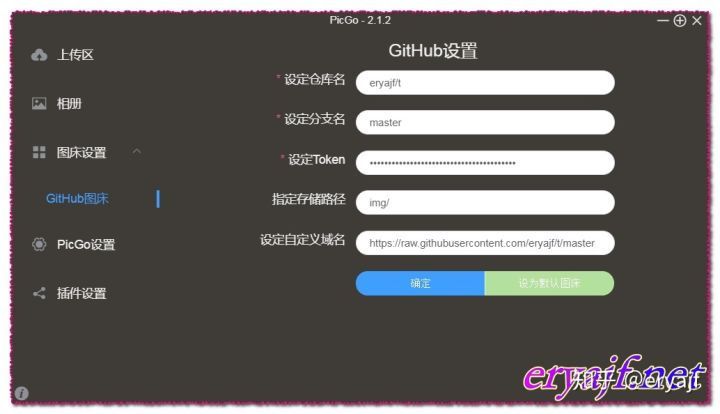 PicGo - 2.1.2
上传区
相册
图床设置
GitHub图床
PicGo设置
插件设置
GitHub设置
* 设定仓库名
eryajf/t
* 设定分支名
master
* 设定Token
••••••••••••••••••••••••••••••••••••••••
指定存储路径
img/
设定自定义域名
https://raw.githubusercontent.com/eryajf/t/master
确定
设为默认图床
eryajf.net
知乎 @eryajf